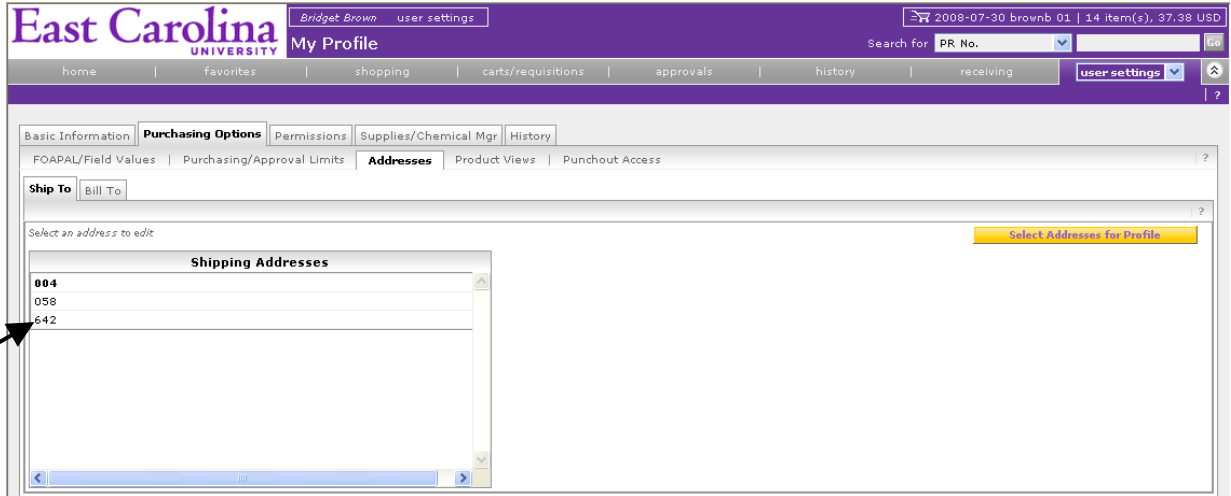 East Carolina
UNIVERSITY
Bridget Brown user settings
2008-07-30 brownb 01 | 14 item(s), 37.38 USD
My Profile
Search for PR No. Go
home | favorites | shopping | carts/requisitions | approvals | history | receiving user settings
?
Basic Information Purchasing Options Permissions Supplies/Chemical Mgr History
FOAPAL/Field Values | Purchasing/Approval Limits Addresses Product Views | Punchout Access ?
Ship To Bill To
?
Select an address to edit Select Addresses for Profile
Shipping Addresses
004
058
642